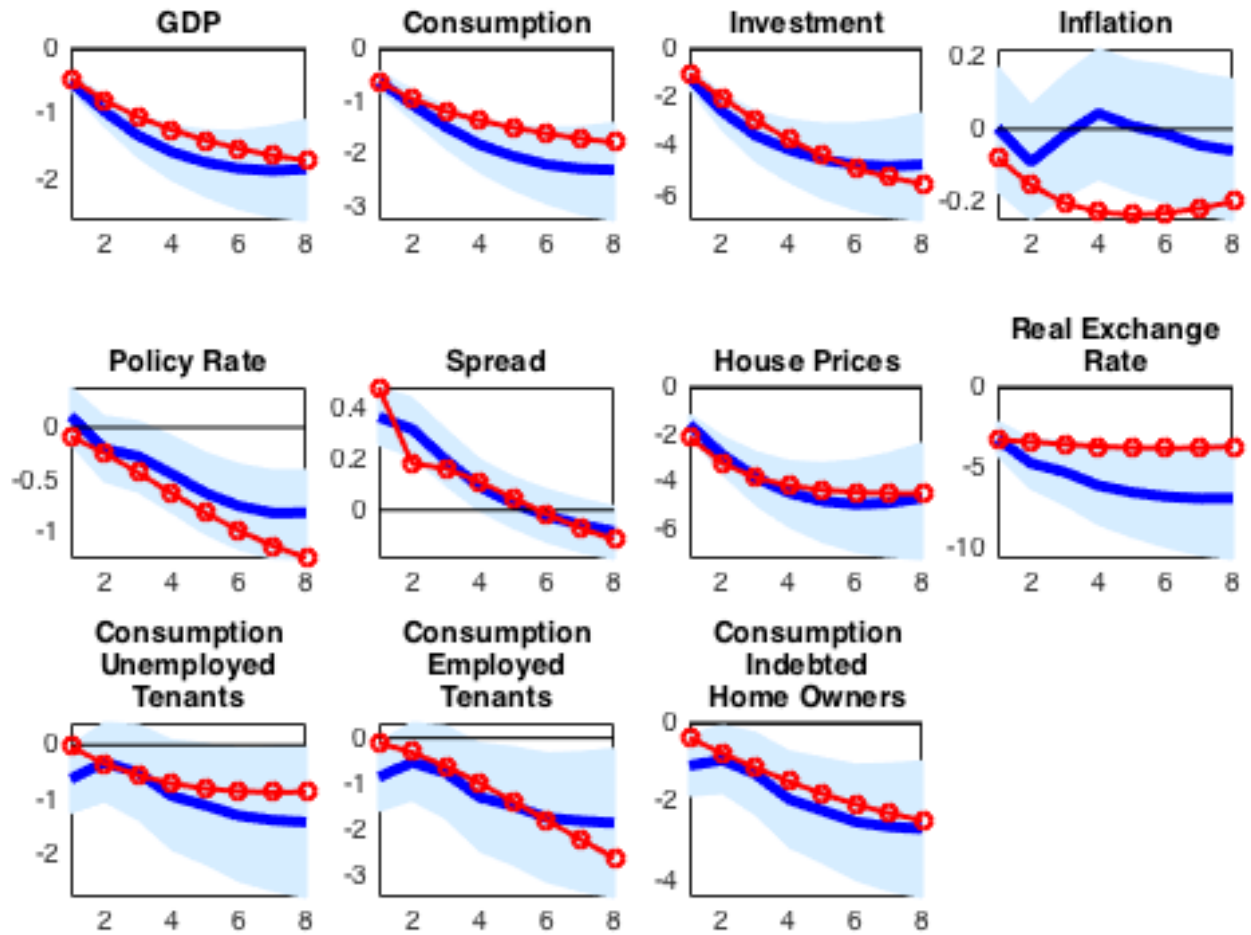 GDP
0
-1
-2
2 4 6 8
Consumption
0
-1
-2
-3
2 4 6 8
Investment
0
-2
-4
-6
2 4 6 8
Inflation
0.2
0
-0.2
2 4 6 8
Policy Rate
0
-0.5
-1
2 4 6 8
Spread
0.4
0.2
0
2 4 6 8
House Prices
0
-2
-4
-6
2 4 6 8
Real Exchange
Rate
0
-5
-10
2 4 6 8
Consumption
Unemployed
Tenants
0
-1
-2
2 4 6 8
Consumption
Employed
Tenants
0
-1
-2
-3
2 4 6 8
Consumption
Indebted
Home Owners
0
-2
-4
2 4 6 8